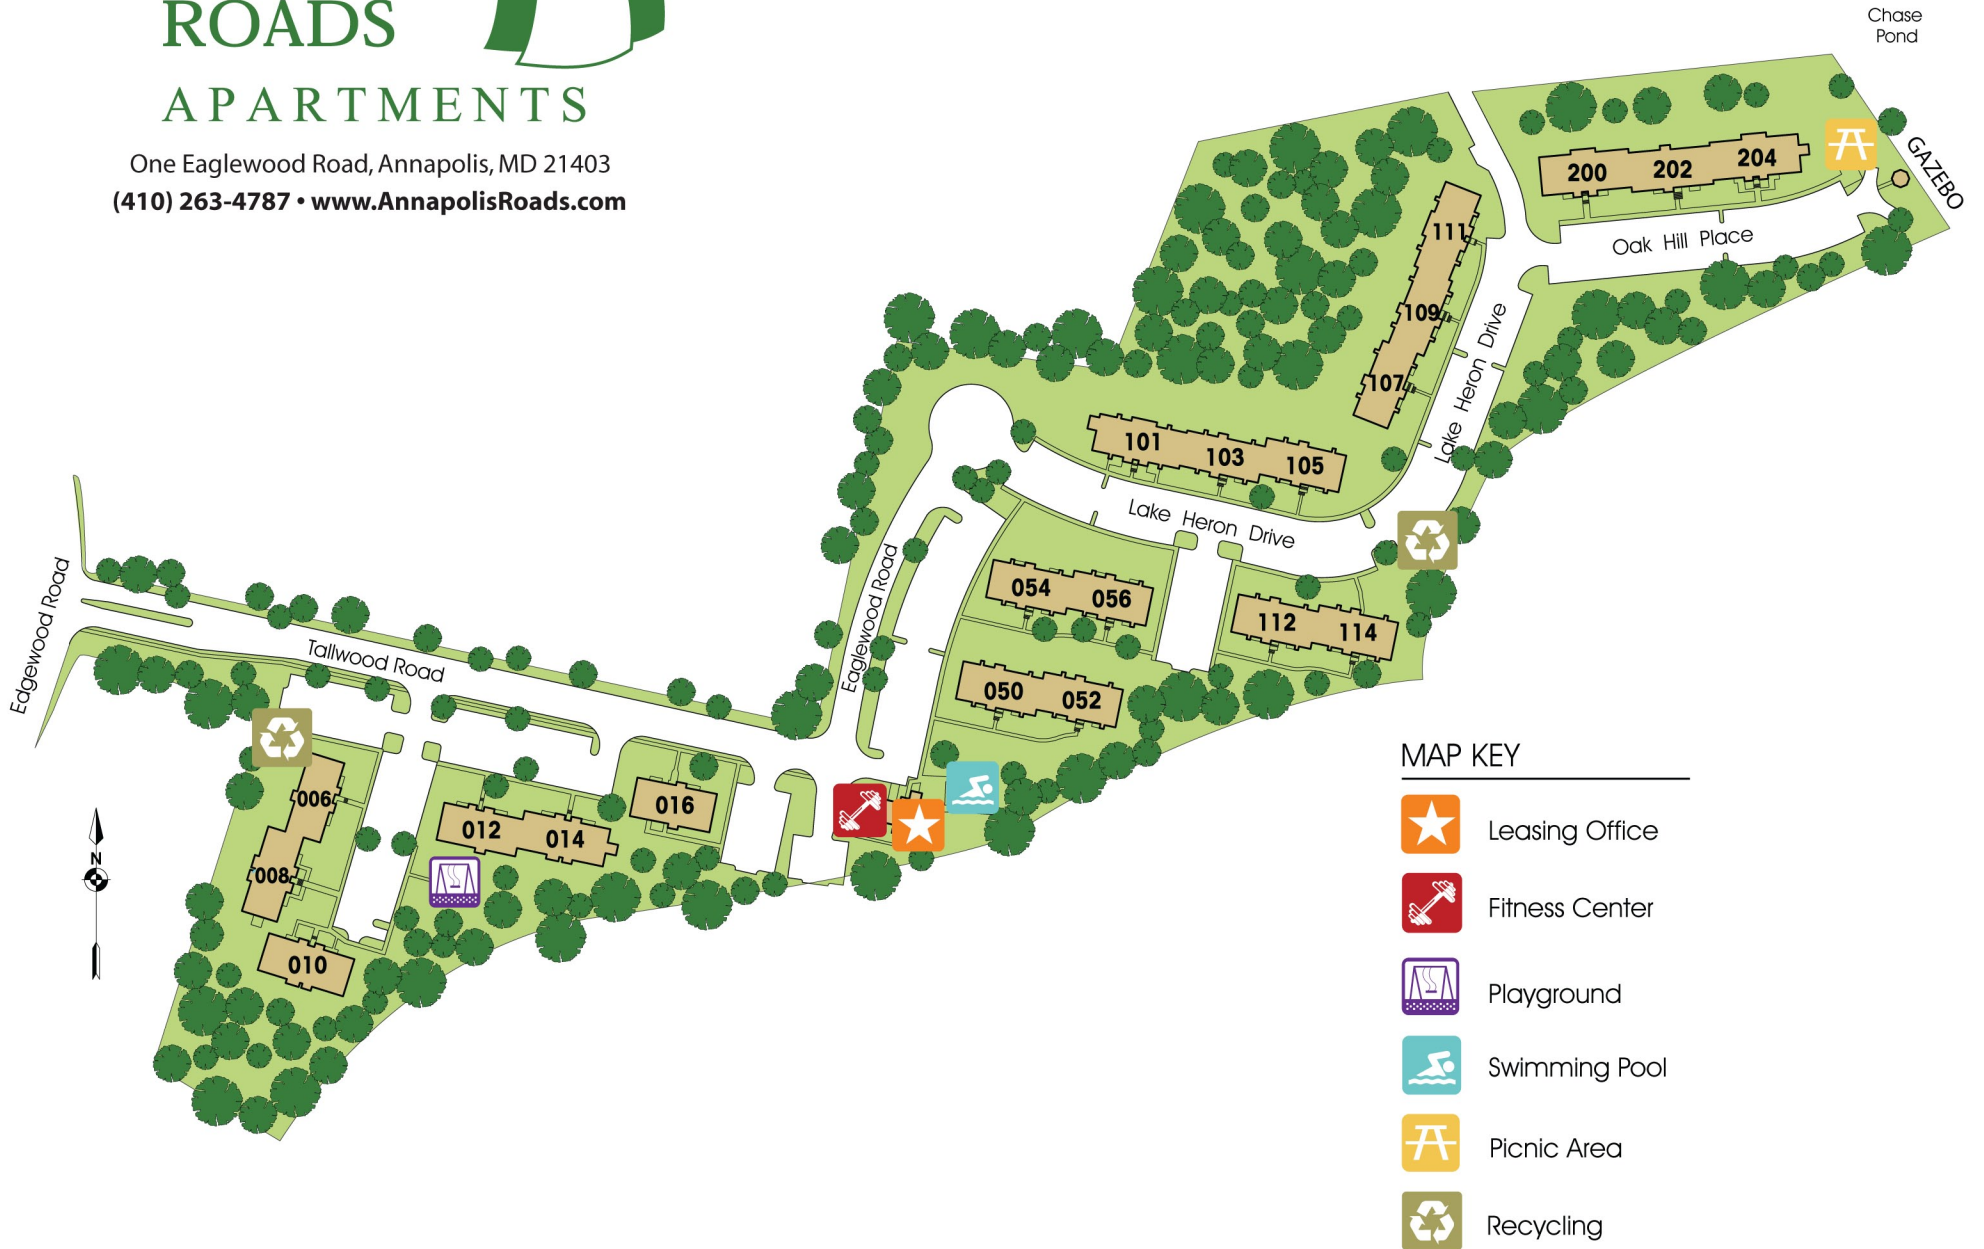 ROADS
APARTMENTS
One Eaglewood Road, Annapolis, MD 21403
(410) 263-4787 • www.AnnapolisRoads.com
Chase
Pond
GAZEBO
200
202
204
Oak Hill Place
111
109
107
Lake Heron Drive
101
103
105
Lake Heron Drive
Eaglewood Road
054
056
112
114
050
052
Edgewood Road
Tallwood Road
006
008
010
012
014
016
N
MAP KEY
Leasing Office
Fitness Center
Playground
Swimming Pool
Picnic Area
Recycling